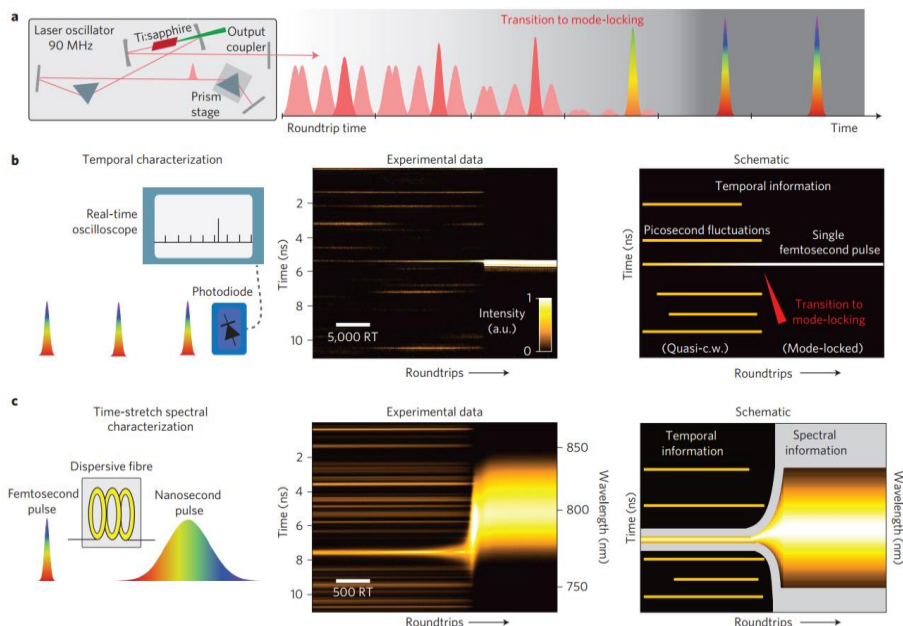 a
Laser oscillator
90 MHz
Ti:sapphire
Output
coupler
Prism
stage
Transition to mode-locking
Roundtrip time
Time
b
Temporal characterization
Real-time
oscilloscope
Photodiode
Experimental data
Time (ns)
2
4
6
8
10
5,000 RT
1
Intensity
(a.u.)
0
Roundtrips
Schematic
Time (ns)
Temporal information
Picosecond fluctuations
Single
femtosecond pulse
Transition to
mode-locking
(Quasi-c.w.)
(Mode-locked)
Roundtrips
c
Time-stretch spectral
characterization
Dispersive fibre
Femtosecond
pulse
Nanosecond
pulse
Experimental data
Time (ns)
2
4
6
8
10
500 RT
850
800
750
Wavelength (nm)
Roundtrips
Schematic
Time (ns)
Temporal
information
Spectral
information
Wavelength (nm)
Roundtrips